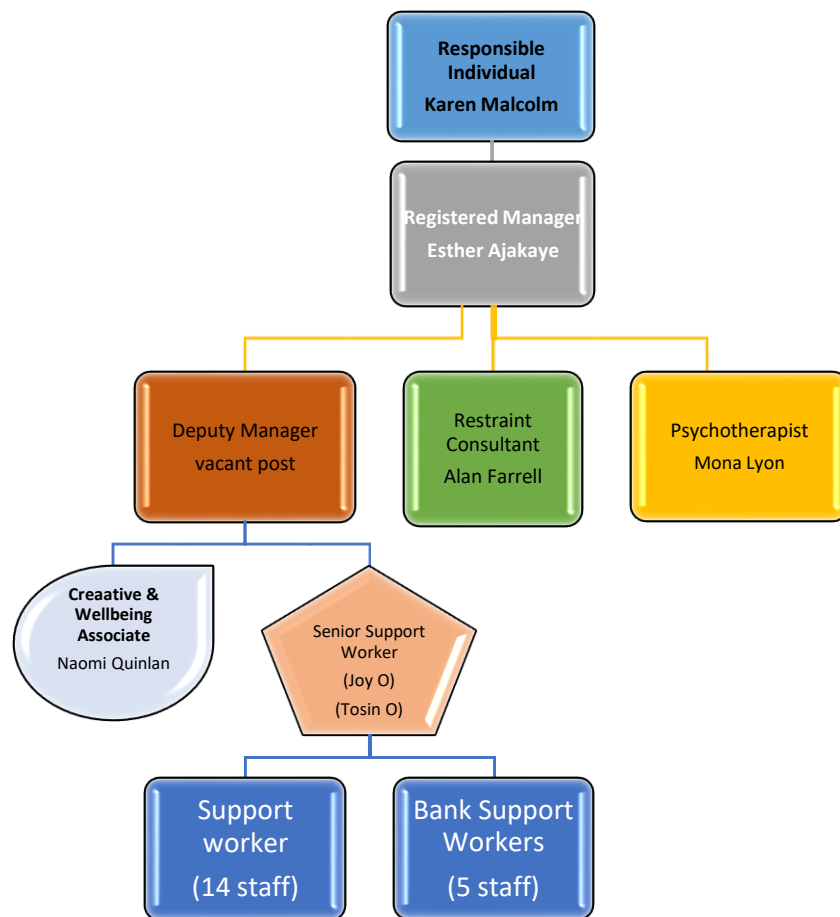 Responsible
Individual
Karen Malcolm
Registered Manager
Esther Ajakaye
Deputy Manager
vacant post
Restraint
Consultant
Alan Farrell
Psychotherapist
Mona Lyon
Creaative &
Wellbeing
Associate
Naomi Quinlan
Senior Support
Worker
(Joy O)
(Tosin O)
Support
worker
(14 staff)
Bank Support
Workers
(5 staff)